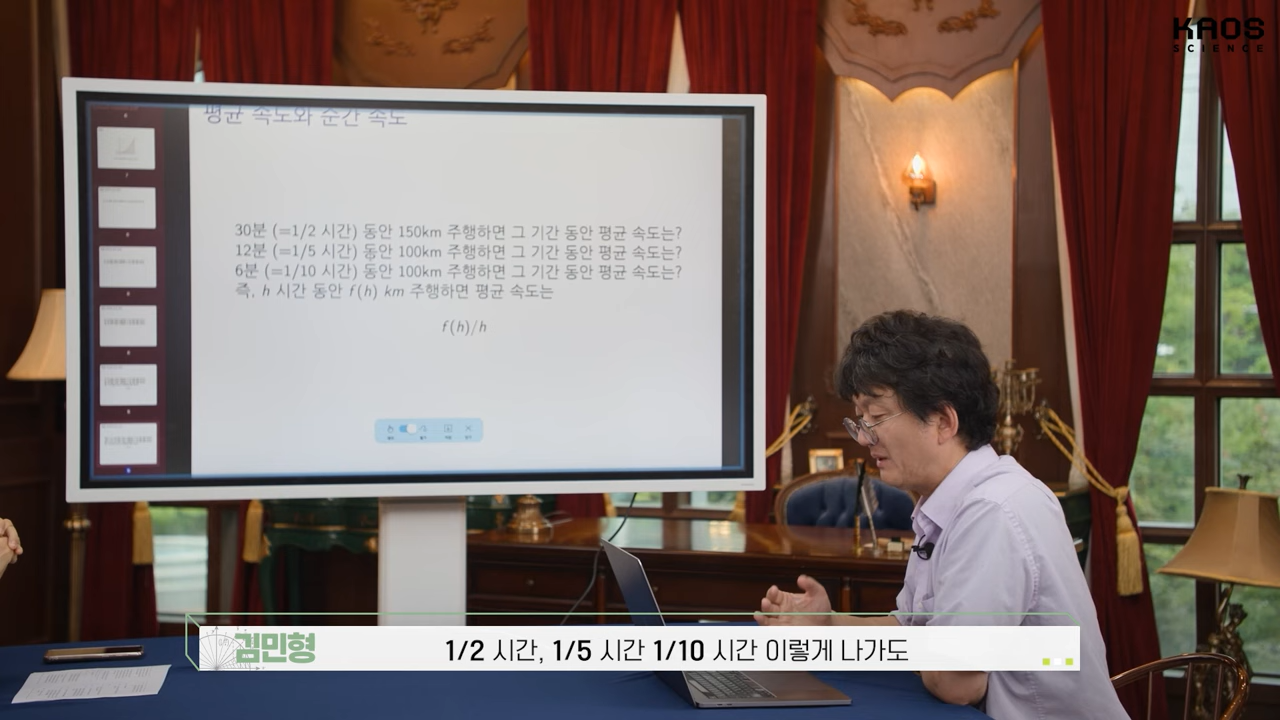 KAOS
SCIENCE
평균 속도와 순간 속도
30분 (=1/2 시간) 동안 150km 주행하면 그 기간 동안 평균 속도는?
12분 (=1/5 시간) 동안 100km 주행하면 그 기간 동안 평균 속도는?
6분 (=1/10 시간) 동안 100km 주행하면 그 기간 동안 평균 속도는?
즉, h 시간 동안 f(h) km 주행하면 평균 속도는
f(h)/h
김민형
1/2 시간, 1/5 시간 1/10 시간 이렇게 나가도